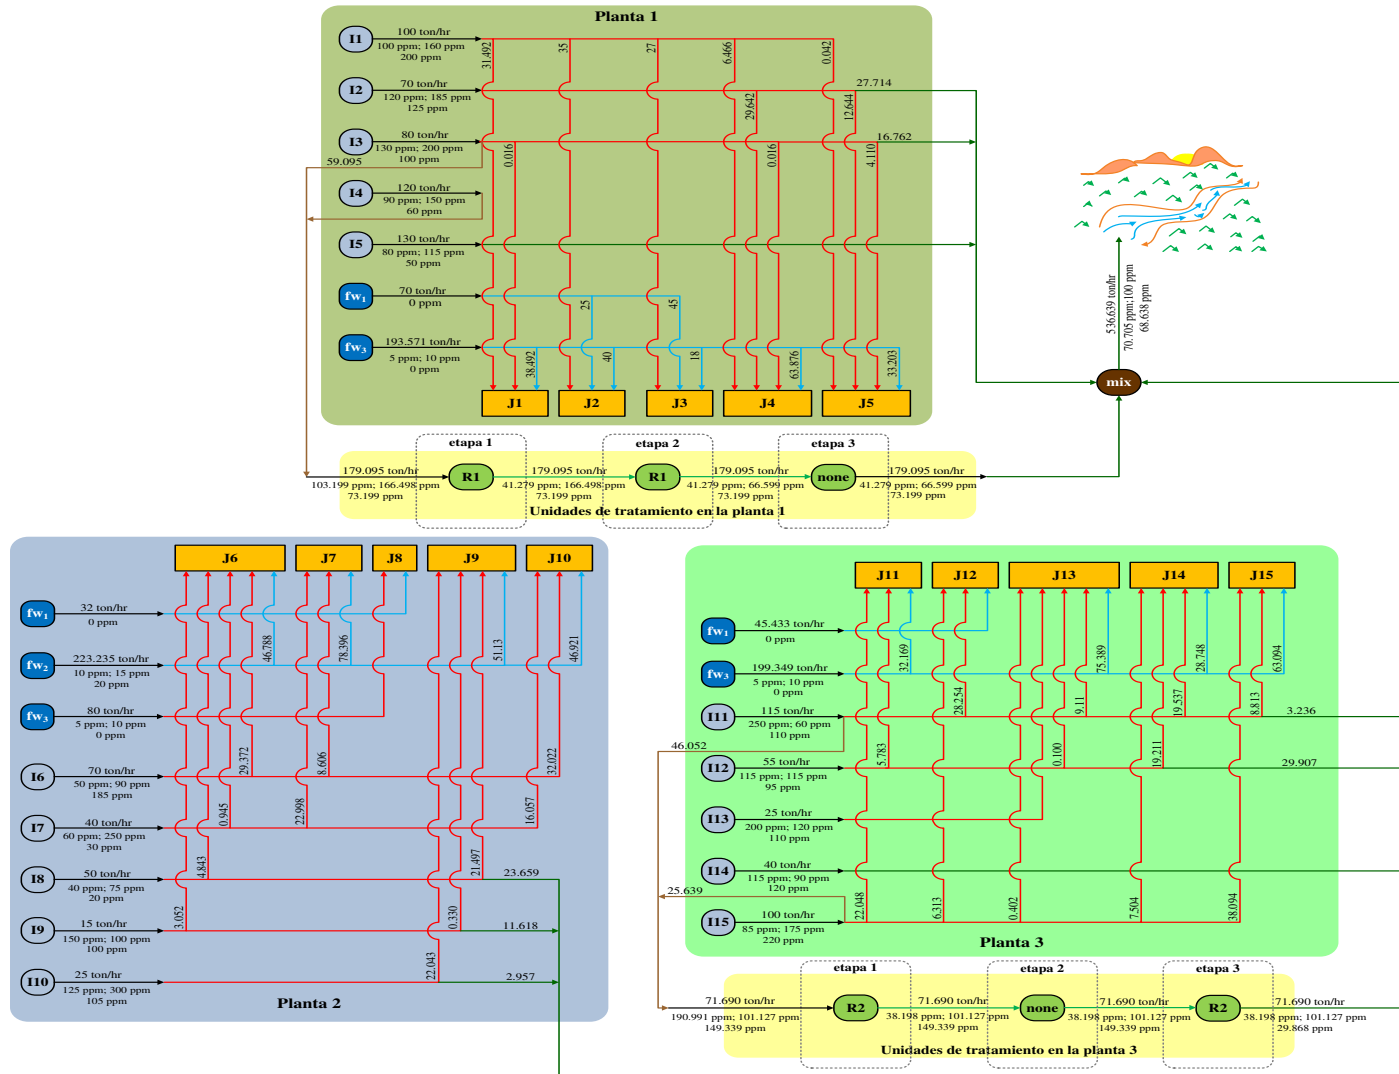 Planta 1
I1
100 ton/hr
100 ppm; 160 ppm
200 ppm
31.492
35
27
6.466
0.042
I2
70 ton/hr
120 ppm; 185 ppm
125 ppm
29.642
12.644
27.714
I3
80 ton/hr
130 ppm; 200 ppm
100 ppm
59.095
0.016
0.016
4.110
16.762
I4
120 ton/hr
90 ppm; 150 ppm
60 ppm
I5
130 ton/hr
80 ppm; 115 ppm
50 ppm
fw1
70 ton/hr
0 ppm
25
45
fw3
193.571 ton/hr
5 ppm; 10 ppm
0 ppm
38.492
40
18
63.876
33.203
J1
J2
J3
J4
J5
536.639 ton/hr
70.705 ppm;100 ppm
68.638 ppm
mix
etapa 1
etapa 2
etapa 3
179.095 ton/hr
103.199 ppm; 166.498 ppm
73.199 ppm
R1
179.095 ton/hr
41.279 ppm; 166.498 ppm
73.199 ppm
R1
179.095 ton/hr
41.279 ppm; 66.599 ppm
73.199 ppm
none
179.095 ton/hr
41.279 ppm; 66.599 ppm
73.199 ppm
Unidades de tratamiento en la planta 1
J6
J7
J8
J9
J10
fw1
32 ton/hr
0 ppm
fw2
223.235 ton/hr
10 ppm; 15 ppm
20 ppm
46.788
78.396
51.13
46.921
fw3
80 ton/hr
5 ppm; 10 ppm
0 ppm
I6
70 ton/hr
50 ppm; 90 ppm
185 ppm
29.372
8.606
32.022
I7
40 ton/hr
60 ppm; 250 ppm
30 ppm
0.945
22.998
16.057
I8
50 ton/hr
40 ppm; 75 ppm
20 ppm
4.843
21.497
23.659
I9
15 ton/hr
150 ppm; 100 ppm
100 ppm
3.052
0.330
11.618
I10
25 ton/hr
125 ppm; 300 ppm
105 ppm
22.043
2.957
Planta 2
J11
J12
J13
J14
J15
fw1
45.433 ton/hr
0 ppm
fw3
199.349 ton/hr
5 ppm; 10 ppm
0 ppm
32.169
75.389
28.748
63.094
I11
115 ton/hr
250 ppm; 60 ppm
110 ppm
28.254
9.11
19.537
8.813
3.236
46.052
I12
55 ton/hr
115 ppm; 115 ppm
95 ppm
5.783
0.100
19.211
29.907
I13
25 ton/hr
200 ppm; 120 ppm
110 ppm
I14
40 ton/hr
115 ppm; 90 ppm
120 ppm
25.639
I15
100 ton/hr
85 ppm; 175 ppm
220 ppm
22.048
6.313
0.402
7.504
38.094
Planta 3
etapa 1
etapa 2
etapa 3
71.690 ton/hr
190.991 ppm; 101.127 ppm
149.339 ppm
R2
71.690 ton/hr
38.198 ppm; 101.127 ppm
149.339 ppm
none
71.690 ton/hr
38.198 ppm; 101.127 ppm
149.339 ppm
R2
71.690 ton/hr
38.198 ppm; 101.127 ppm
29.868 ppm
Unidades de tratamiento en la planta 3